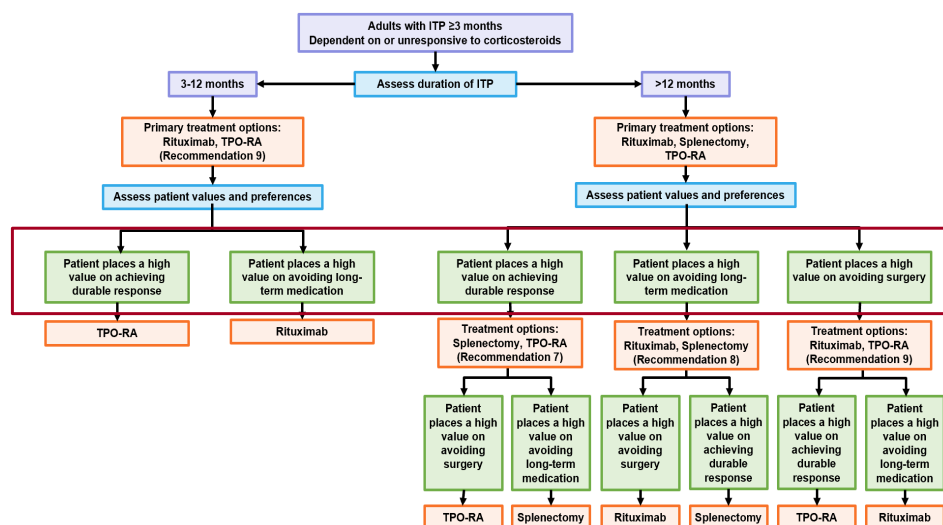 Adults with ITP ≥3 months
Dependent on or unresponsive to corticosteroids
3-12 months
Assess duration of ITP
>12 months
Primary treatment options:
Rituximab, TPO-RA
(Recommendation 9)
Primary treatment options:
Rituximab, Splenectomy,
TPO-RA
Assess patient values and preferences
Assess patient values and preferences
Patient places a high
value on achieving
durable response
Patient places a high
value on avoiding long-
term medication
Patient places a high
value on achieving
durable response
Patient places a high
value on avoiding long-
term medication
Patient places a high
value on avoiding surgery
TPO-RA
Rituximab
Treatment options:
Splenectomy, TPO-RA
(Recommendation 7)
Treatment options:
Rituximab, Splenectomy
(Recommendation 8)
Treatment options:
Rituximab, TPO-RA
(Recommendation 9)
Patient
places a high
value on
avoiding
surgery
Patient
places a high
value on
avoiding
long-term
medication
Patient
places a high
value on
avoiding
surgery
Patient
places a high
value on
achieving
durable
response
Patient
places a high
value on
achieving
durable
response
Patient
places a high
value on
avoiding
long-term
medication
TPO-RA
Splenectomy
Rituximab
Splenectomy
TPO-RA
Rituximab